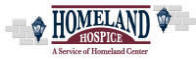 HOMELAND
HOSPICE
A Service of Homeland Center